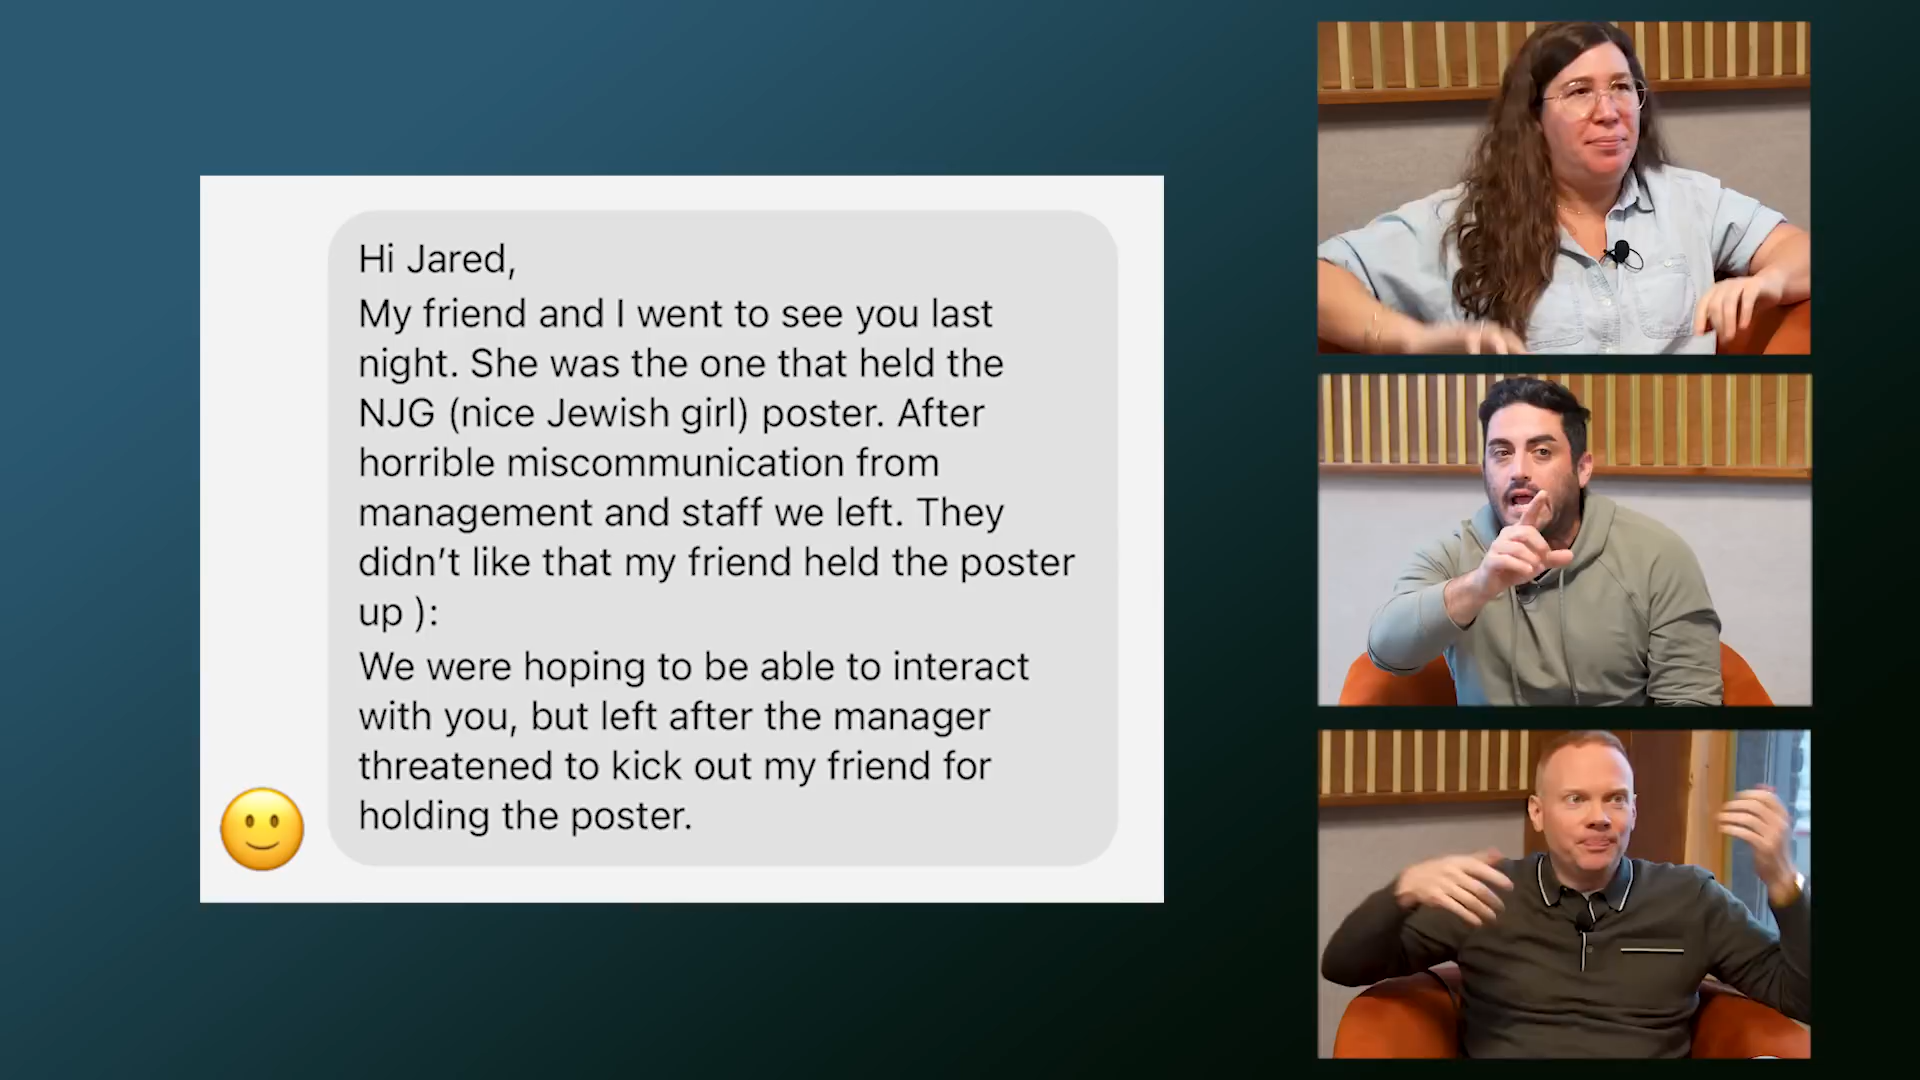 Hi Jared,
My friend and I went to see you last
night. She was the one that held the
NJG (nice Jewish girl) poster. After
horrible miscommunication from
management and staff we left. They
didn’t like that my friend held the poster
up ):
We were hoping to be able to interact
with you, but left after the manager
threatened to kick out my friend for
holding the poster.